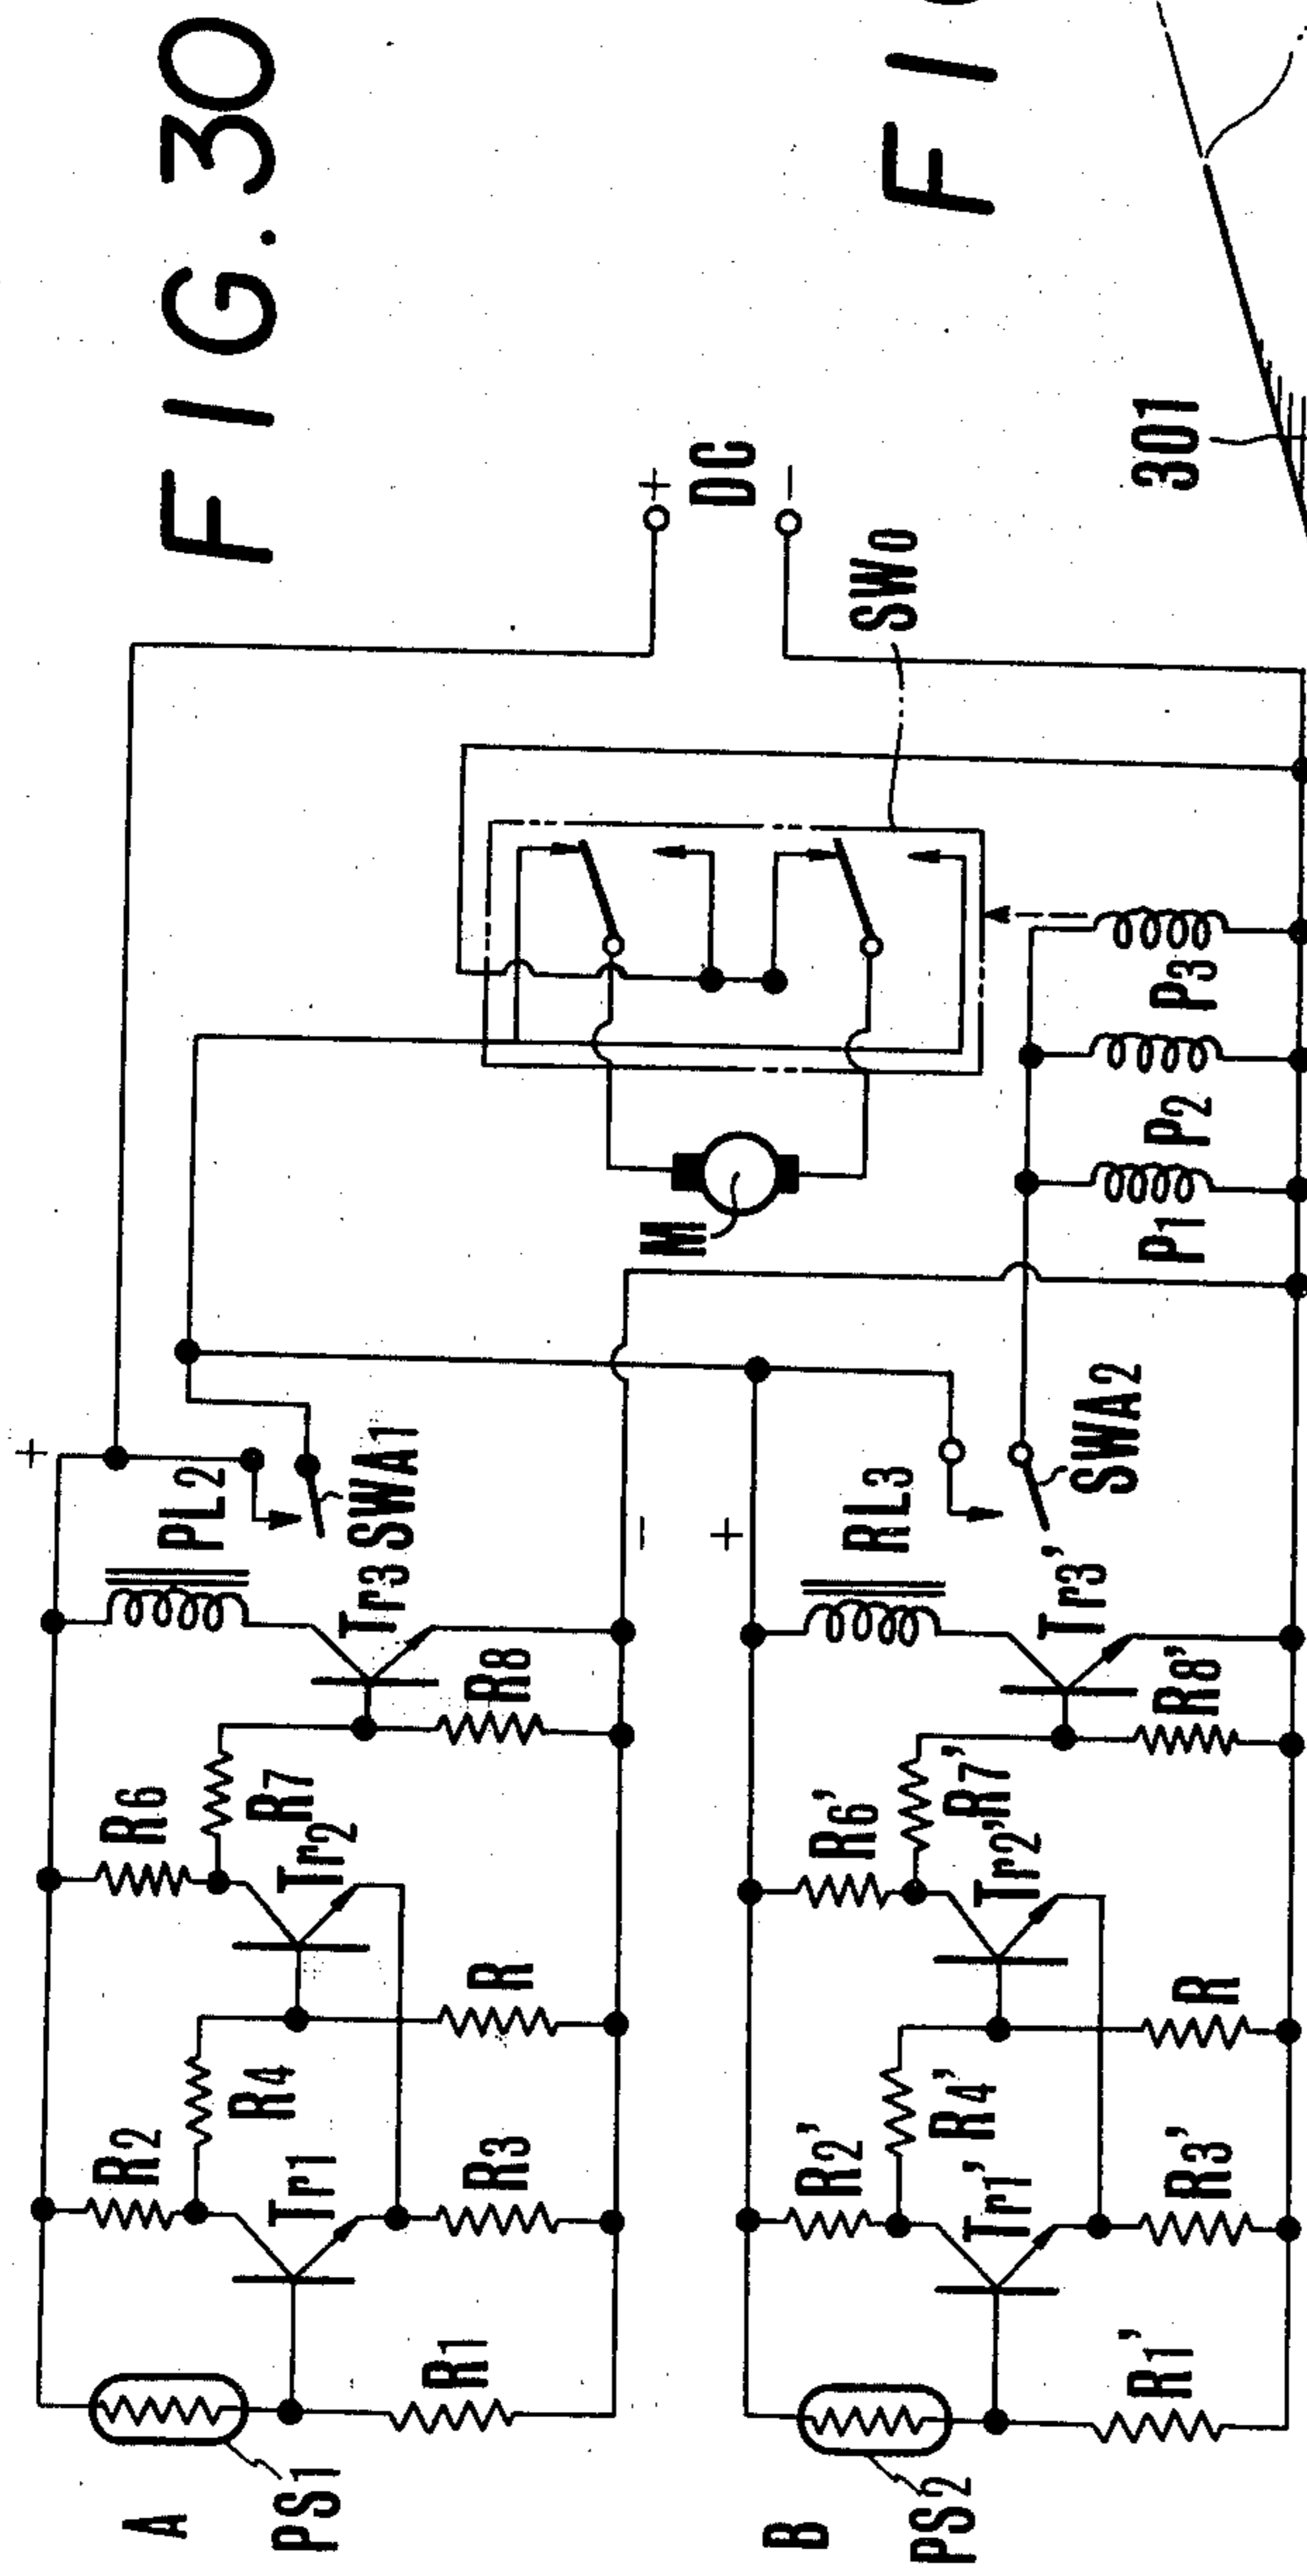 FIG.30
A
PS1
R1
R2
Tr1
R3
R4
R
R6
Tr2
R7
R8
Tr3
PL2
+
SWA1
−
M
SW0
+
DC
−
B
PS2
R1'
R2'
Tr1'
R3'
R4'
R
R6'
Tr2'
R7'
R8'
Tr3'
RL3
+
SWA2
P1
P2
P3
301
FI